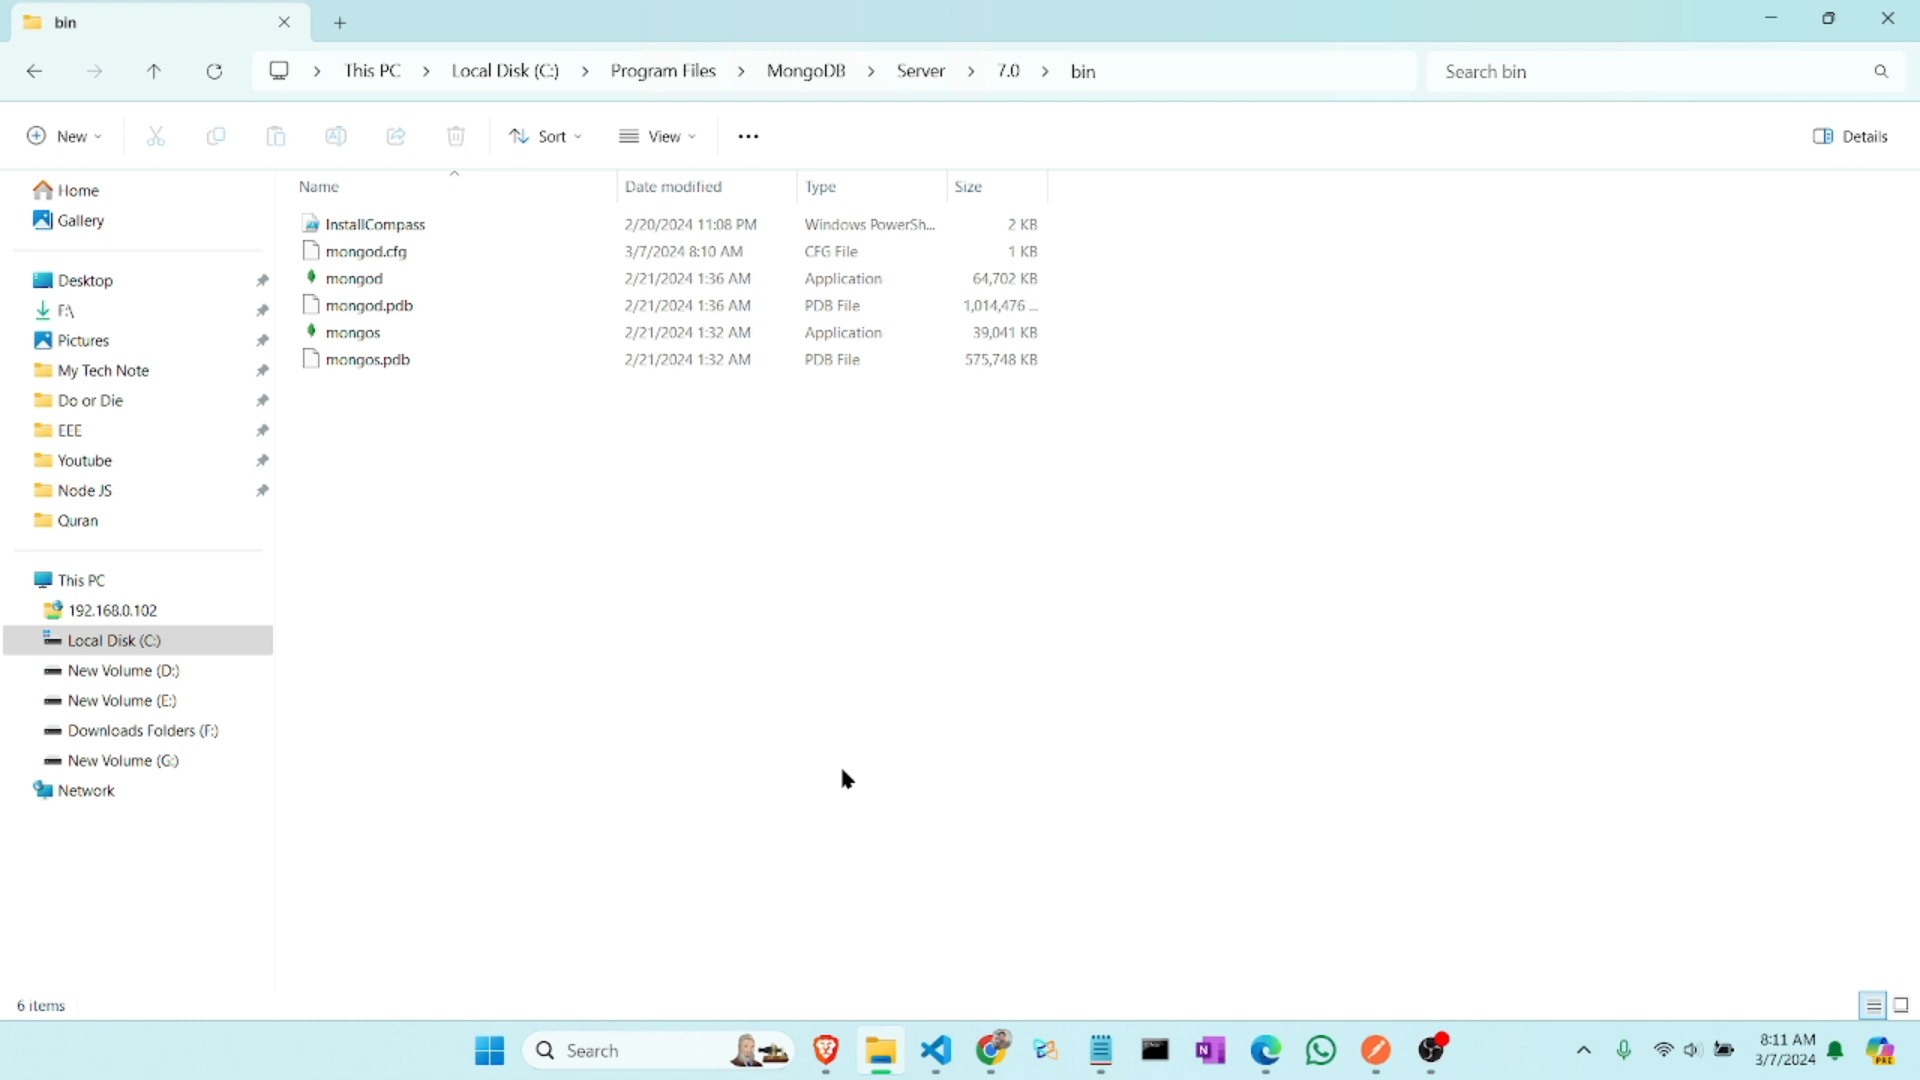 bin
This PC
Local Disk (C:)
Program Files
MongoDB
Server
7.0
bin
Search bin
New
Sort
View
Details
Home
Gallery
Desktop
F:\
Pictures
My Tech Note
Do or Die
EEE
Youtube
Node JS
Quran
This PC
192.168.0.102
Local Disk (C:)
New Volume (D:)
New Volume (E:)
Downloads Folders (F:)
New Volume (G:)
Network
Name Date modified Type Size
InstallCompass 2/20/2024 11:08 PM Windows PowerSh... 2 KB
mongod.cfg 3/7/2024 8:10 AM CFG File 1 KB
mongod 2/21/2024 1:36 AM Application 64,702 KB
mongod.pdb 2/21/2024 1:36 AM PDB File 1,014,476 ...
mongos 2/21/2024 1:32 AM Application 39,041 KB
mongos.pdb 2/21/2024 1:32 AM PDB File 575,748 KB
6 items
Search
N
PRE
8:11 AM
3/7/2024